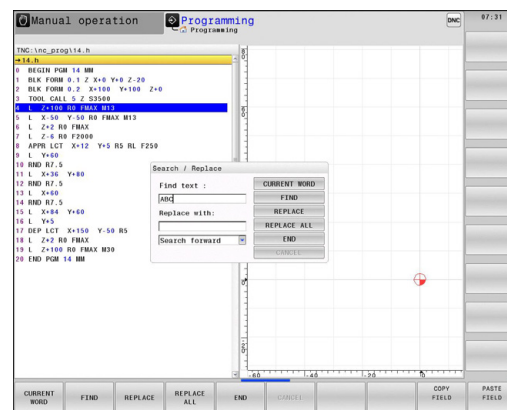 Manual operation
Programming
Programming
DNC
07:31
TNC:\nc_prog\14.h
→14.h
0 BEGIN PGM 14 MM
1 BLK FORM 0.1 Z X+0 Y+0 Z-20
2 BLK FORM 0.2 X+100 Y+100 Z+0
3 TOOL CALL 5 Z S3500
4 L Z+100 R0 FMAX M13
5 L X-50 Y-50 R0 FMAX M13
6 L Z+2 R0 FMAX
7 L Z-6 R0 F2000
8 APPR LCT X+12 Y+5 R5 RL F250
9 L Y+60
10 RND R7.5
11 L X+36 Y+80
12 RND R7.5
13 L X+60
14 RND R7.5
15 L X+84 Y+60
16 L Y+5
17 DEP LCT X+150 Y-50 R5
18 L Z+2 R0 FMAX
19 L Z+100 R0 FMAX M30
20 END PGM 14 MM
Search / Replace
Find text :
ABC
Replace with:
Search forward
CURRENT WORD
FIND
REPLACE
REPLACE ALL
END
CANCEL
-60
-40
-20
0
CURRENT WORD
FIND
REPLACE
REPLACE ALL
END
CANCEL
COPY FIELD
PASTE FIELD